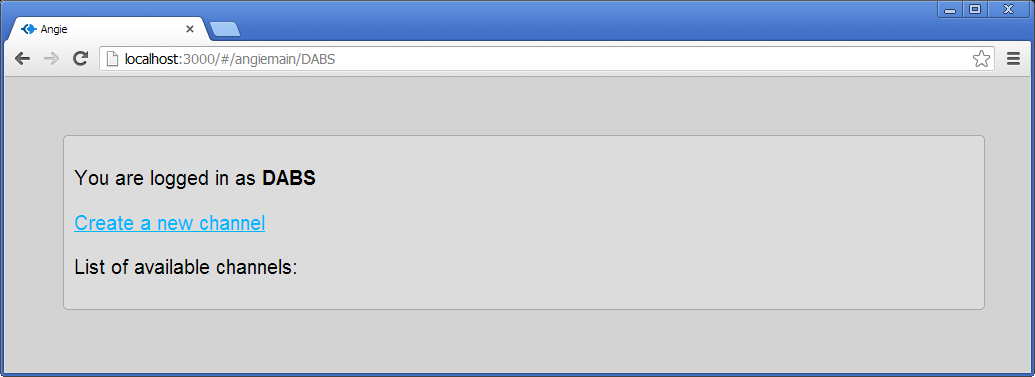 Angie
localhost:3000/#/angiemain/DABS
You are logged in as DABS
Create a new channel
List of available channels: